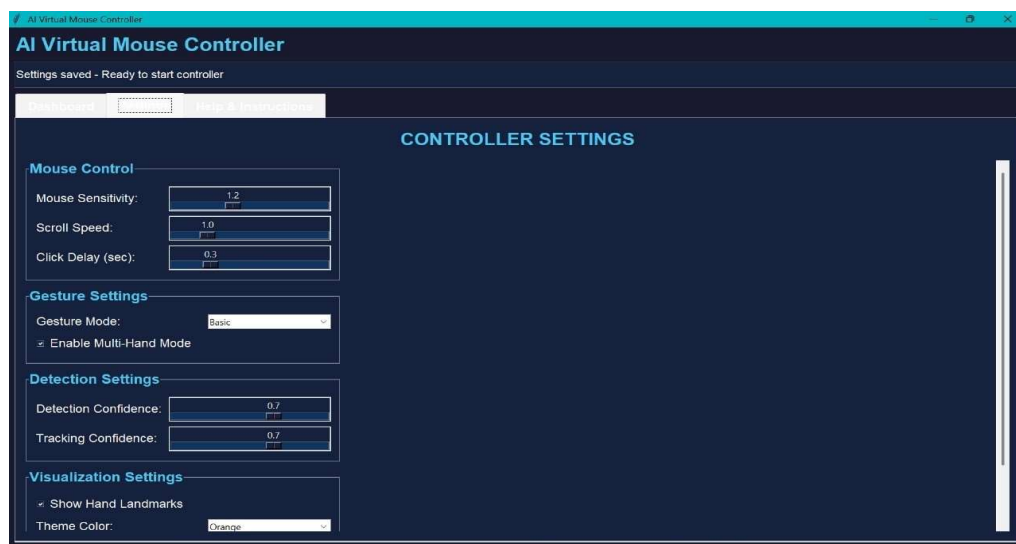 AI Virtual Mouse Controller
AI Virtual Mouse Controller
Settings saved - Ready to start controller
Dashboard Settings Help & Instructions
CONTROLLER SETTINGS
Mouse Control
Mouse Sensitivity: 1.2
Scroll Speed: 1.0
Click Delay (sec): 0.3
Gesture Settings
Gesture Mode: Basic
Enable Multi-Hand Mode
Detection Settings
Detection Confidence: 0.7
Tracking Confidence: 0.7
Visualization Settings
Show Hand Landmarks
Theme Color: Orange